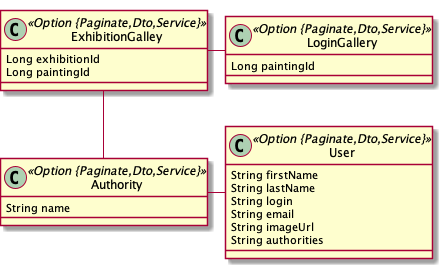 C «Option {Paginate,Dto,Service}»
ExhibitionGalley
Long exhibitionId
Long paintingId
C «Option {Paginate,Dto,Service}»
LoginGallery
Long paintingId
C «Option {Paginate,Dto,Service}»
Authority
String name
C «Option {Paginate,Dto,Service}»
User
String firstName
String lastName
String login
String email
String imageUrl
String authorities